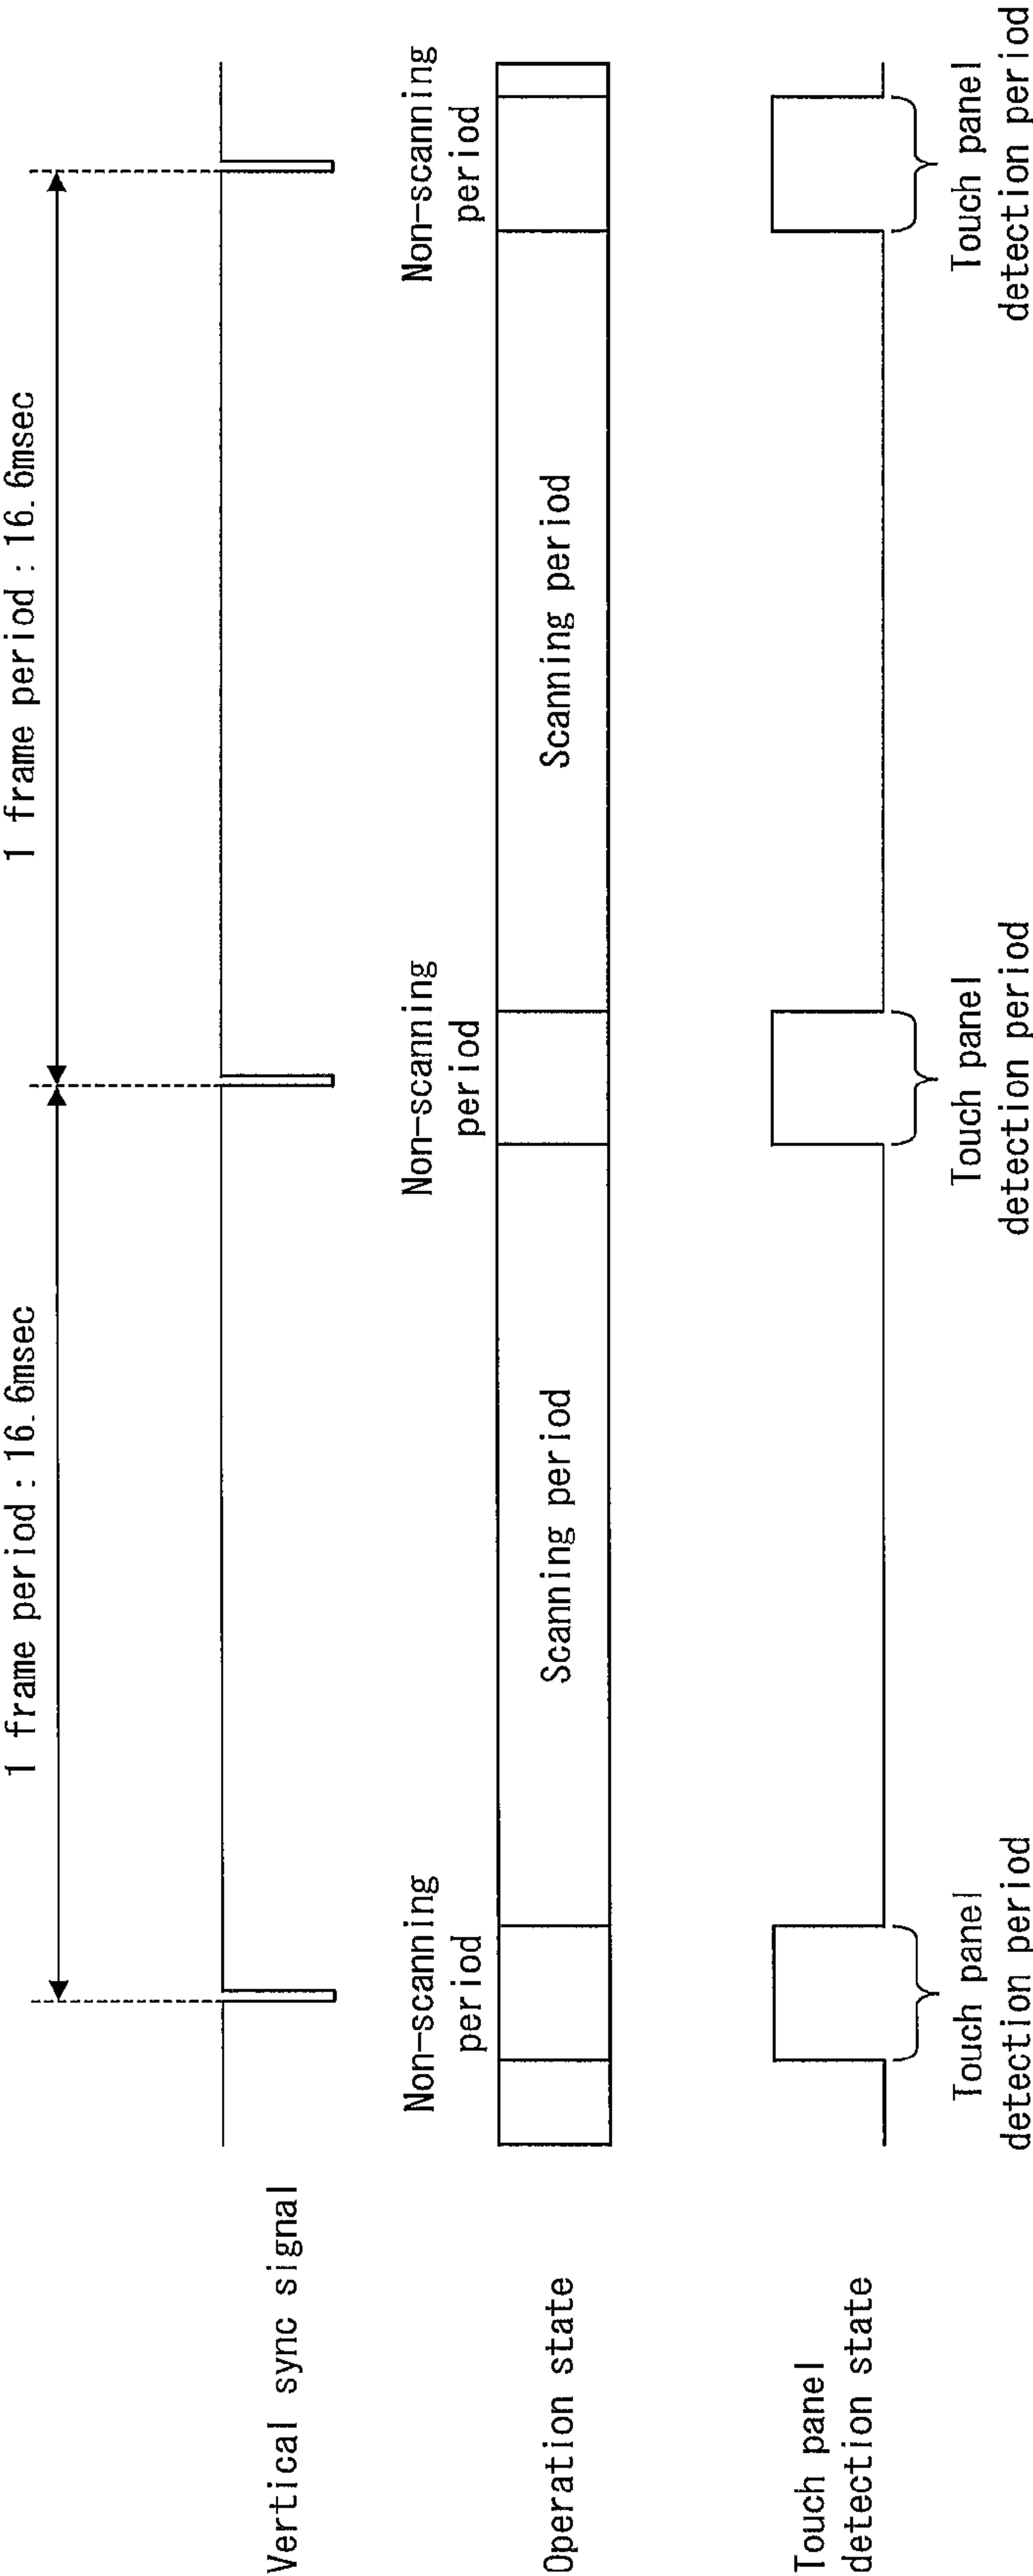 1 frame period : 16.6msec
1 frame period : 16.6msec
Vertical sync signal
Non-scanning
period
Non-scanning
period
Non-scanning
period
Operation state
Scanning period
Scanning period
Touch panel
detection state
Touch panel
detection period
Touch panel
detection period
Touch panel
detection period